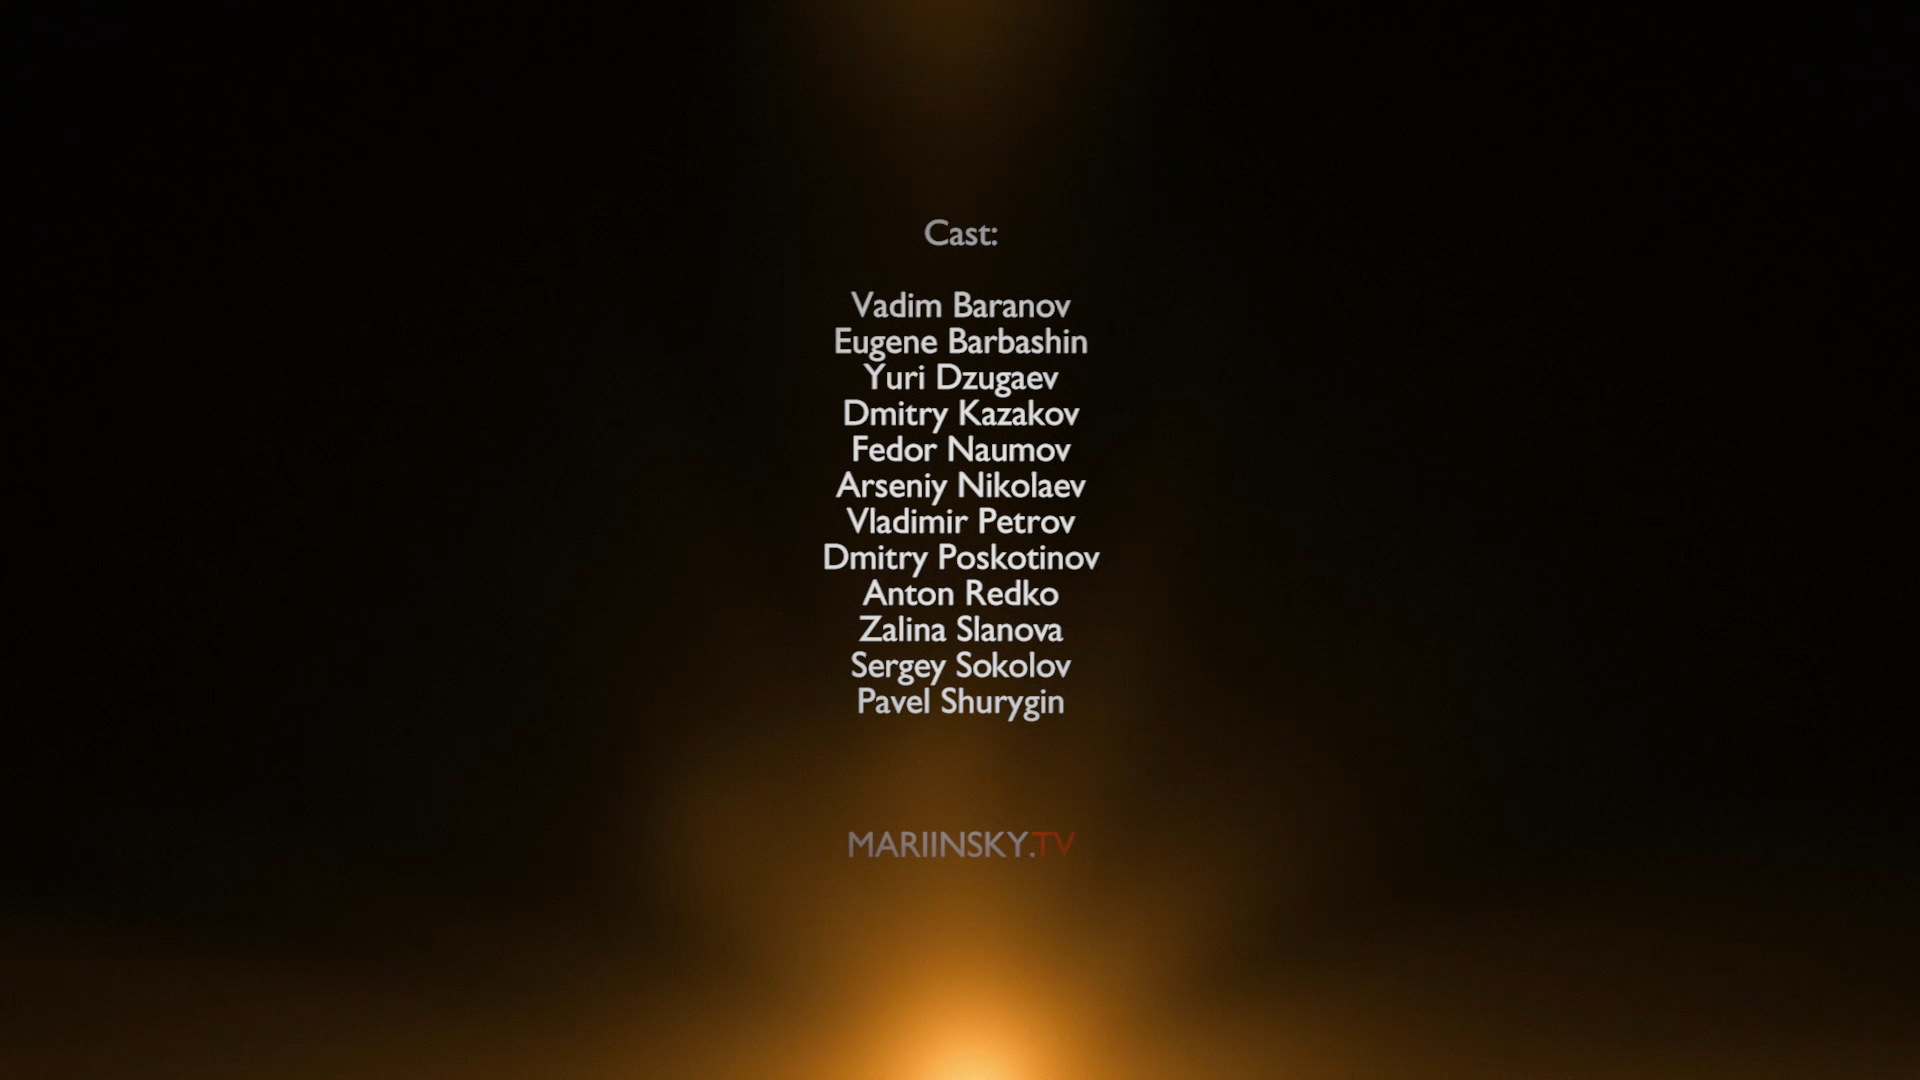 Cast:
Vadim Baranov
Eugene Barbashin
Yuri Dzugaev
Dmitry Kazakov
Fedor Naumov
Arseniy Nikolaev
Vladimir Petrov
Dmitry Poskotinov
Anton Redko
Zalina Slanova
Sergey Sokolov
Pavel Shurygin
MARIINSKY.TV